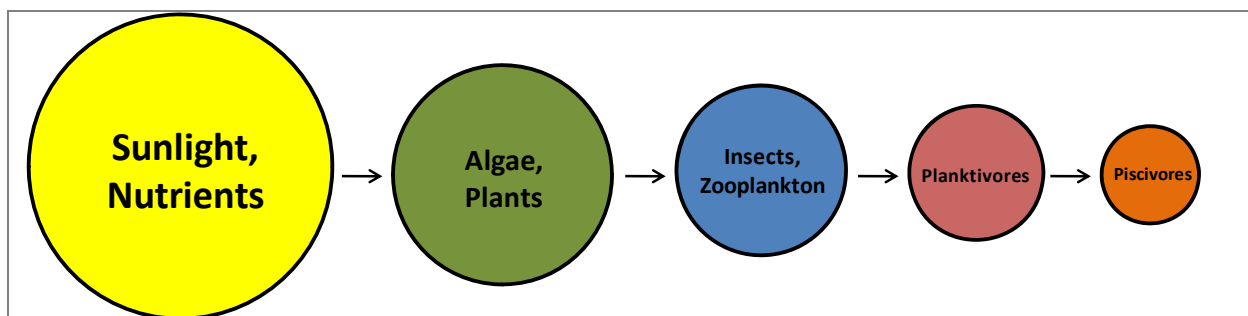 Sunlight,
Nutrients
Algae,
Plants
Insects,
Zooplankton
Planktivores
Piscivores